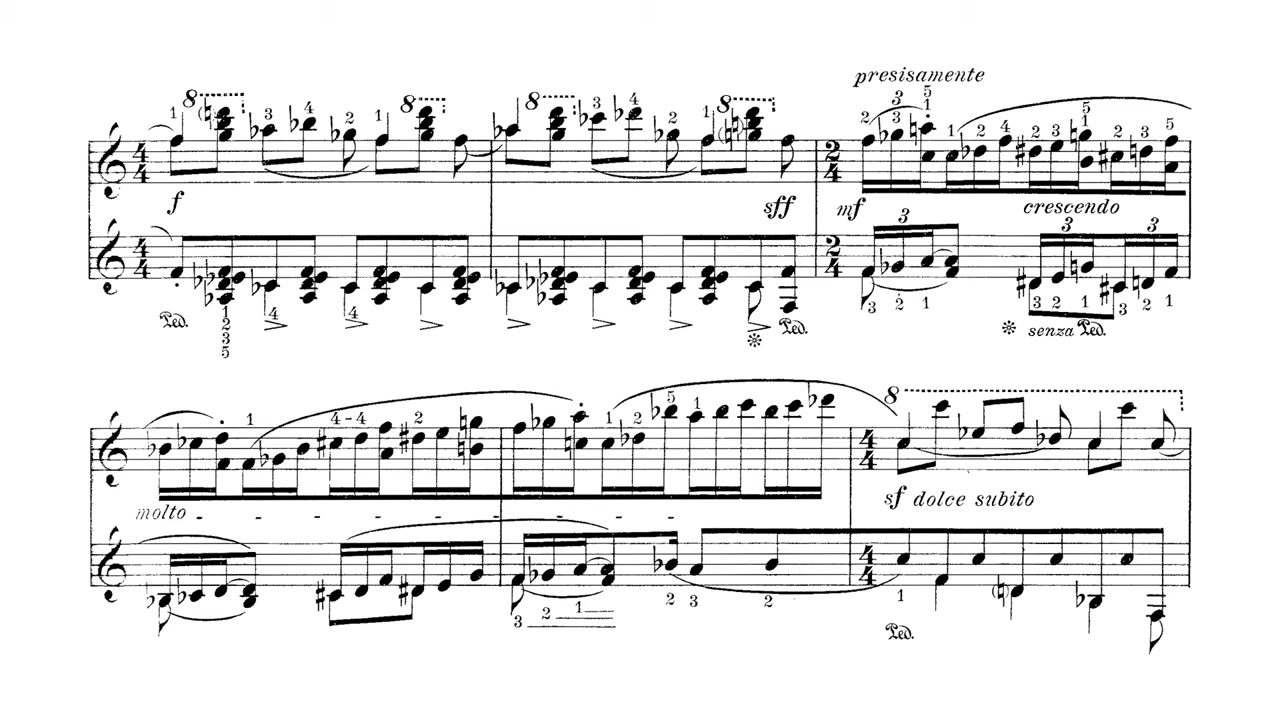 presisamente
f
sff
mf
crescendo
Ped.
Ped.
senza Ped.
molto
sf dolce subito
Ped.